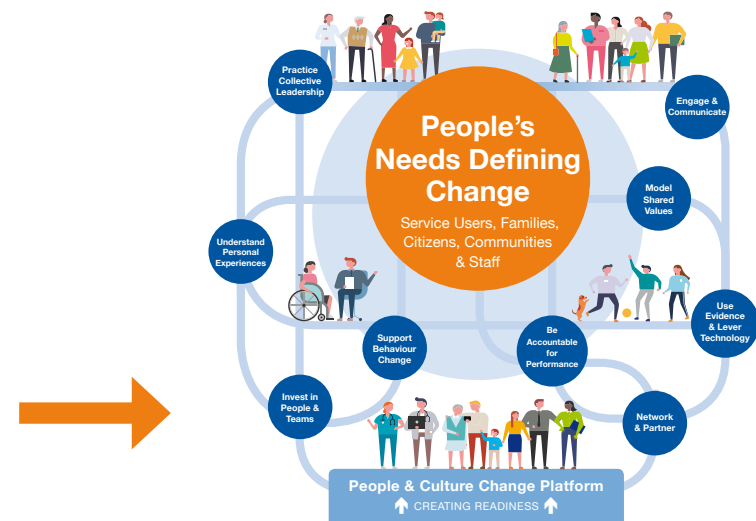 Practice
Collective
Leadership
Engage &
Communicate
People's
Needs Defining
Change
Service Users, Families,
Citizens, Communities
& Staff
Model
Shared
Values
Understand
Personal
Experiences
Use
Evidence
& Lever
Technology
Support
Behaviour
Change
Be
Accountable
for
Performance
Invest in
People &
Teams
Network
& Partner
People & Culture Change Platform
CREATING READINESS